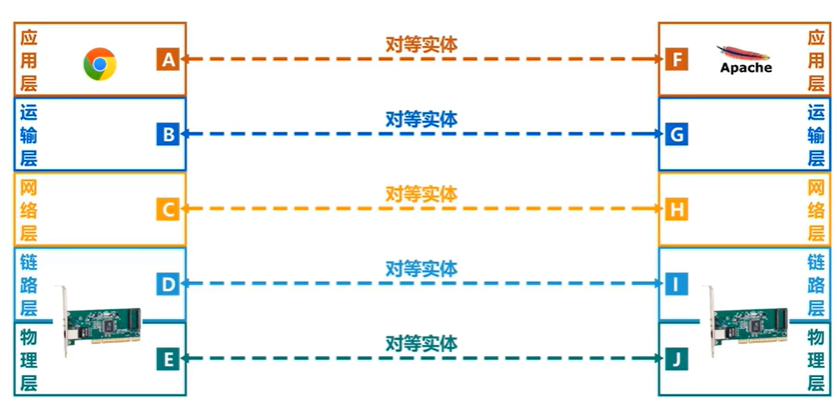 应用层 A 对等实体 F Apache 应用层
运输层 B 对等实体 G 运输层
网络层 C 对等实体 H 网络层
链路层 D 对等实体 I 链路层
物理层 E 对等实体 J 物理层